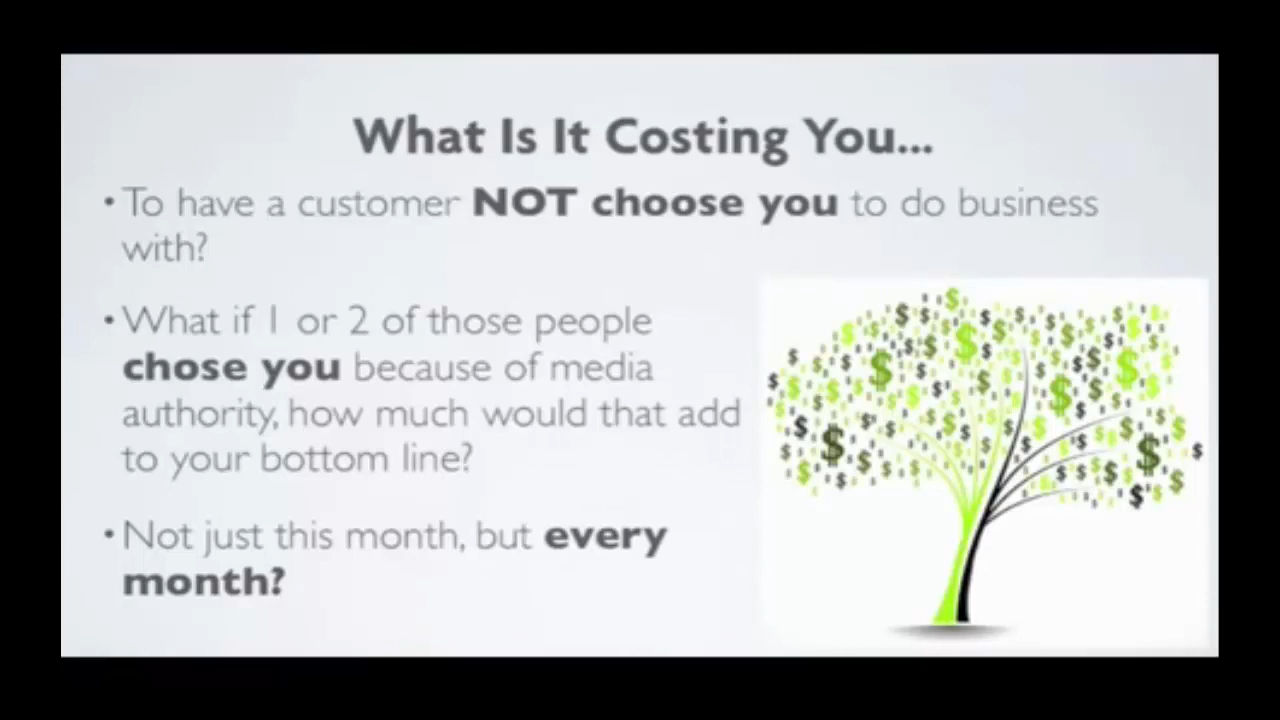 What Is It Costing You...
• To have a customer NOT choose you to do business
with?
• What if 1 or 2 of those people
chose you because of media
authority, how much would that add
to your bottom line?
• Not just this month, but every
month?